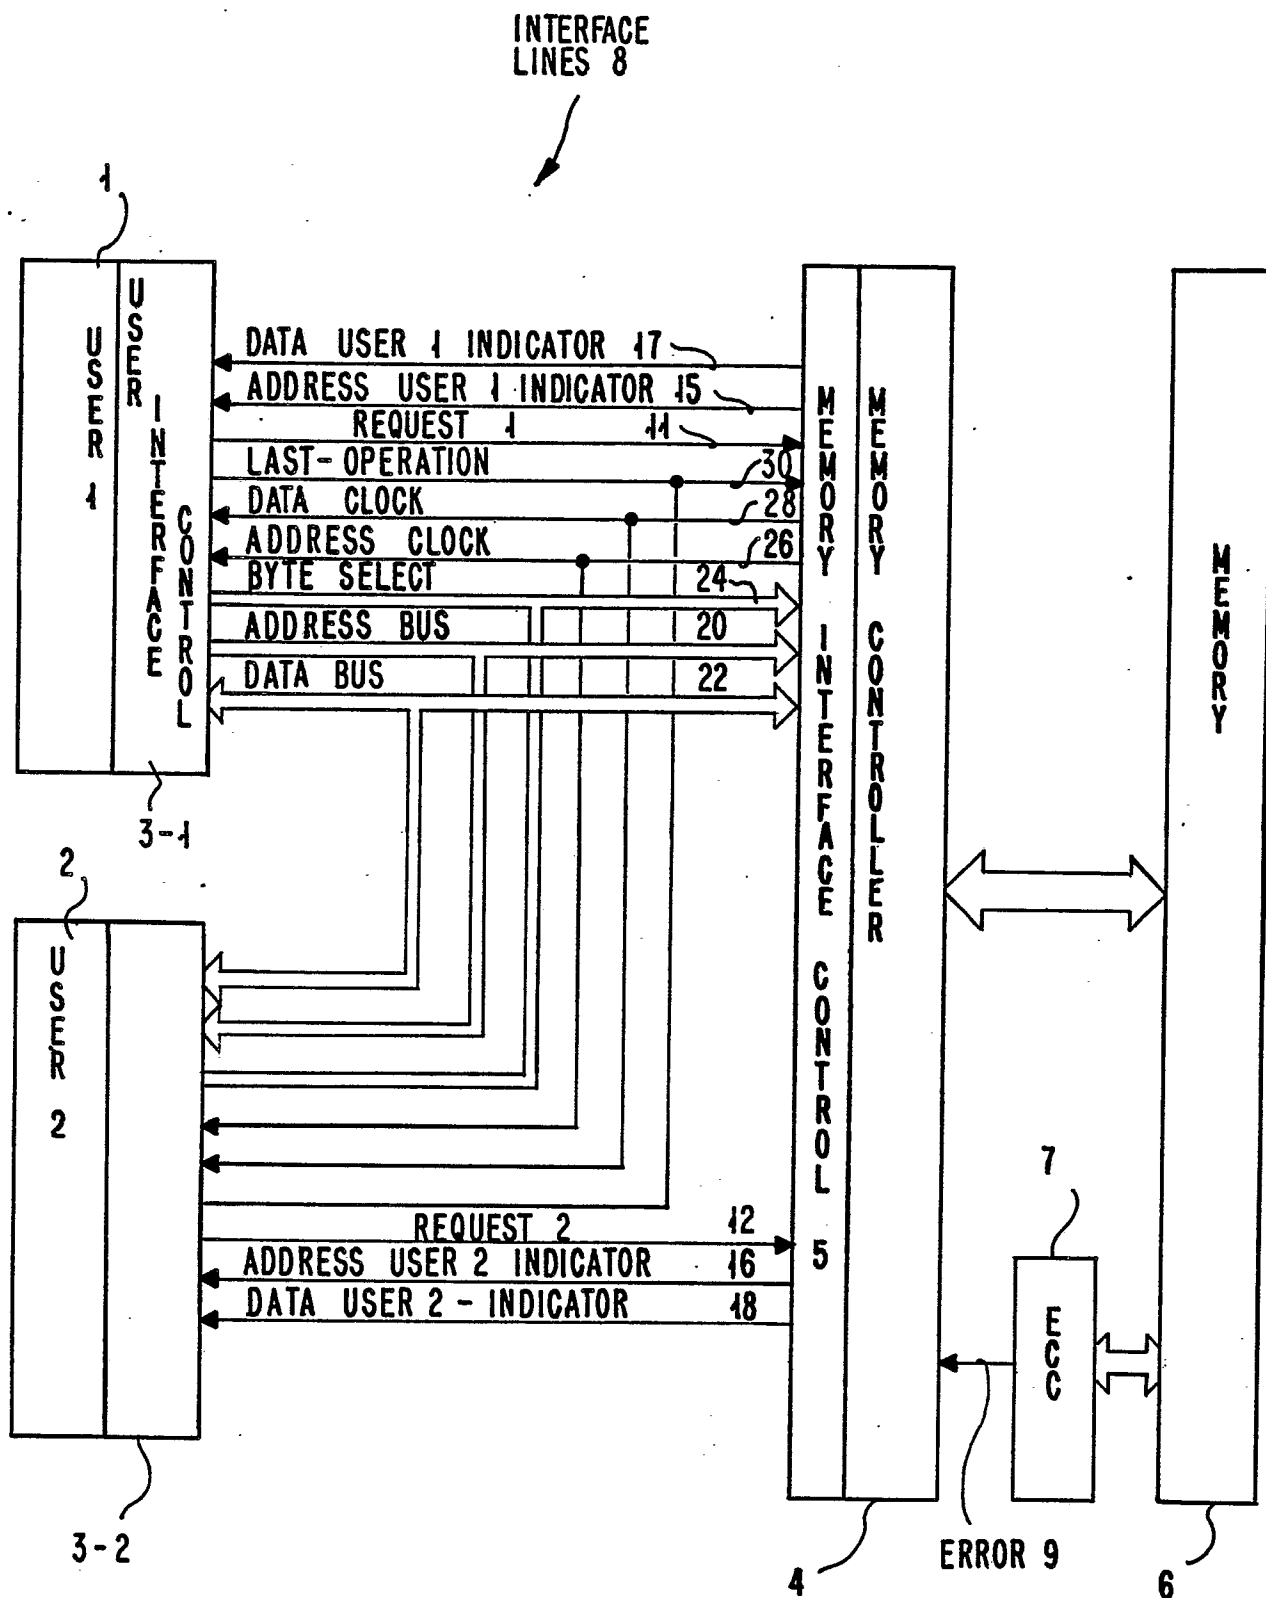 INTERFACE
LINES 8
1
USER 1
USER
INTERFACE
CONTROL
3-1
DATA USER 1 INDICATOR 17
ADDRESS USER 1 INDICATOR 15
REQUEST 1 11
LAST-OPERATION 30
DATA CLOCK 28
ADDRESS CLOCK 26
BYTE SELECT 24
ADDRESS BUS 20
DATA BUS 22
MEMORY INTERFACE CONTROL 5
MEMORY CONTROLLER
MEMORY
2
USER 2
REQUEST 2 12
ADDRESS USER 2 INDICATOR 16
DATA USER 2 - INDICATOR 18
7
ECC
3-2
4
ERROR 9
6